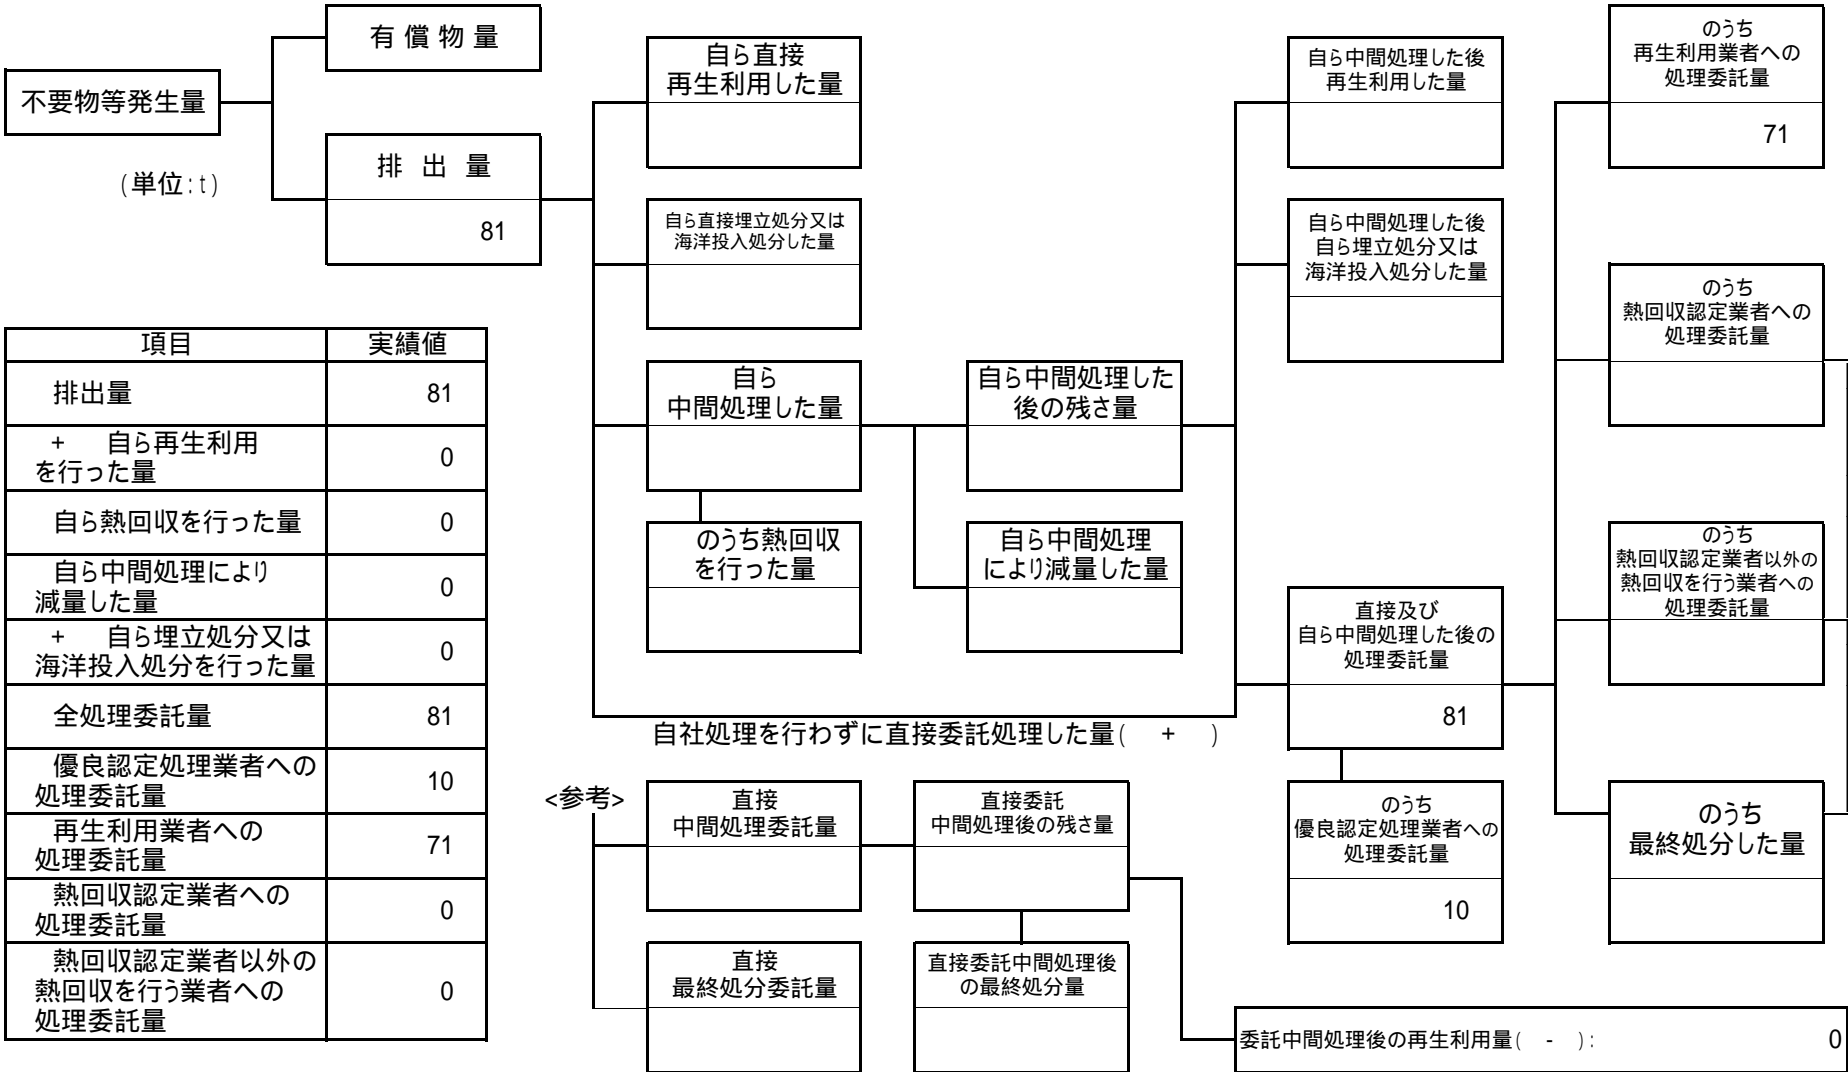 有償物量
不要物等発生量
(単位:t)
排出量
81
自ら直接
再生利用した量
自ら直接埋立処分又は
海洋投入処分した量
自ら
中間処理した量
のうち熱回収
を行った量
自ら中間処理した
後の残さ量
自ら中間処理
により減量した量
自ら中間処理した後
再生利用した量
自ら中間処理した後
自ら埋立処分又は
海洋投入処分した量
直接及び
自ら中間処理した後の
処理委託量
81
のうち
優良認定処理業者への
処理委託量
10
のうち
再生利用業者への
処理委託量
71
のうち
熱回収認定業者への
処理委託量
のうち
熱回収認定業者以外の
熱回収を行う業者への
処理委託量
のうち
最終処分した量
自社処理を行わずに直接委託処理した量( + )
<参考>
直接
中間処理委託量
直接委託
中間処理後の残さ量
直接
最終処分委託量
直接委託中間処理後
の最終処分量
委託中間処理後の再生利用量( - ): 0
項目 実績値
排出量 81
+ 自ら再生利用
を行った量 0
自ら熱回収を行った量 0
自ら中間処理により
減量した量 0
+ 自ら埋立処分又は
海洋投入処分を行った量 0
全処理委託量 81
優良認定処理業者への
処理委託量 10
再生利用業者への
処理委託量 71
熱回収認定業者への
処理委託量 0
熱回収認定業者以外の
熱回収を行う業者への
処理委託量 0